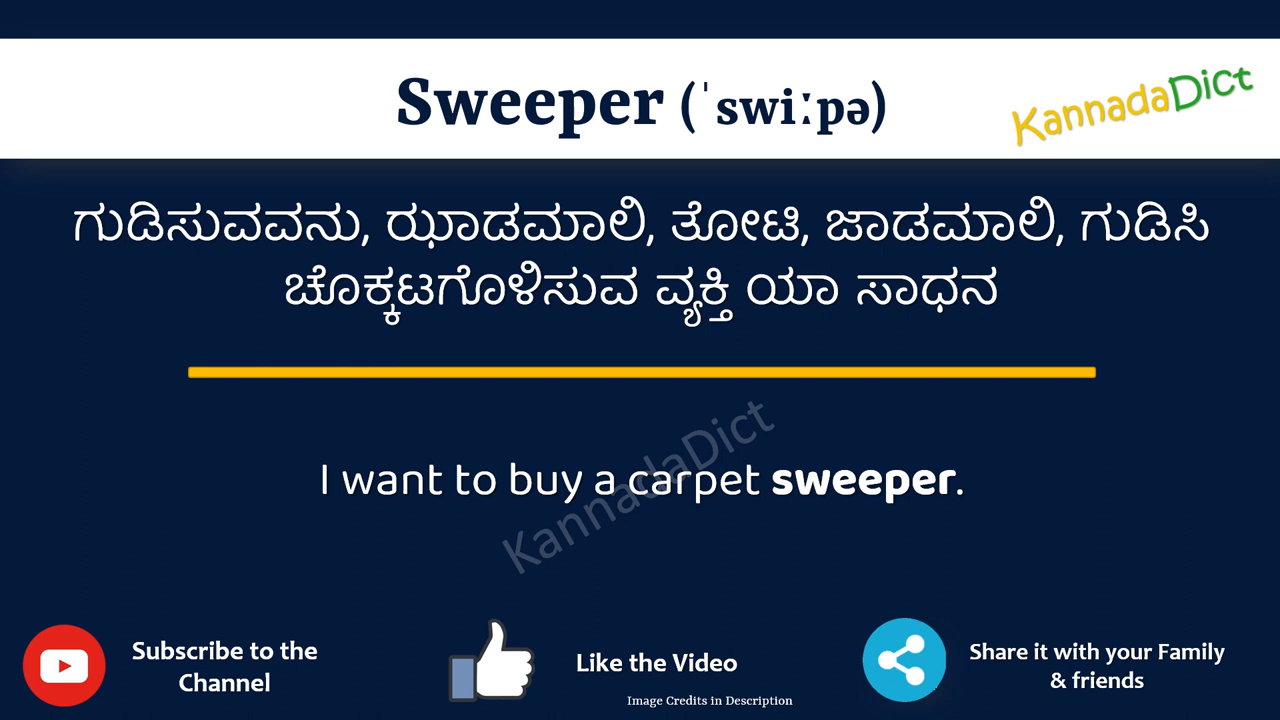 Sweeper (ˈswiːpə)
KannadaDict
ಗುಡಿಸುವವನು, ಝಾಡಮಾಲಿ, ತೋಟಿ, ಜಾಡಮಾಲಿ, ಗುಡಿಸಿ
ಚೊಕ್ಕಟಗೊಳಿಸುವ ವ್ಯಕ್ತಿ ಯಾ ಸಾಧನ
KannadaDict
I want to buy a carpet sweeper.
Subscribe to the
Channel
Like the Video
Share it with your Family
& friends
Image Credits in Description